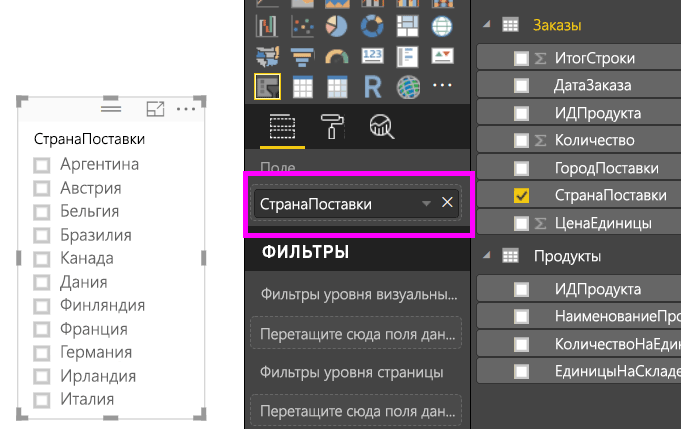 СтранаПоставки
Аргентина
Австрия
Бельгия
Бразилия
Канада
Дания
Финляндия
Франция
Германия
Ирландия
Италия
123
R
Поле
СтранаПоставки
ФИЛЬТРЫ
Фильтры уровня визуальны...
Перетащите сюда поля дан...
Фильтры уровня страницы
Перетащите сюда поля дан...
Заказы
Σ ИтогСтроки
ДатаЗаказа
ИДПродукта
Σ Количество
ГородПоставки
СтранаПоставки
Σ ЦенаЕдиницы
Продукты
ИДПродукта
НаименованиеПро
КоличествоНаЕди
ЕдиницыНаСкладе